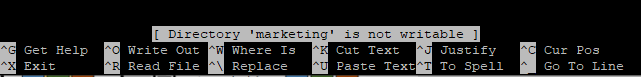 [ Directory 'marketing' is not writable ]
^G Get Help ^O Write Out ^W Where Is ^K Cut Text ^J Justify ^C Cur Pos
^X Exit ^R Read File ^\ Replace ^U Paste Text ^T To Spell ^_ Go To Line